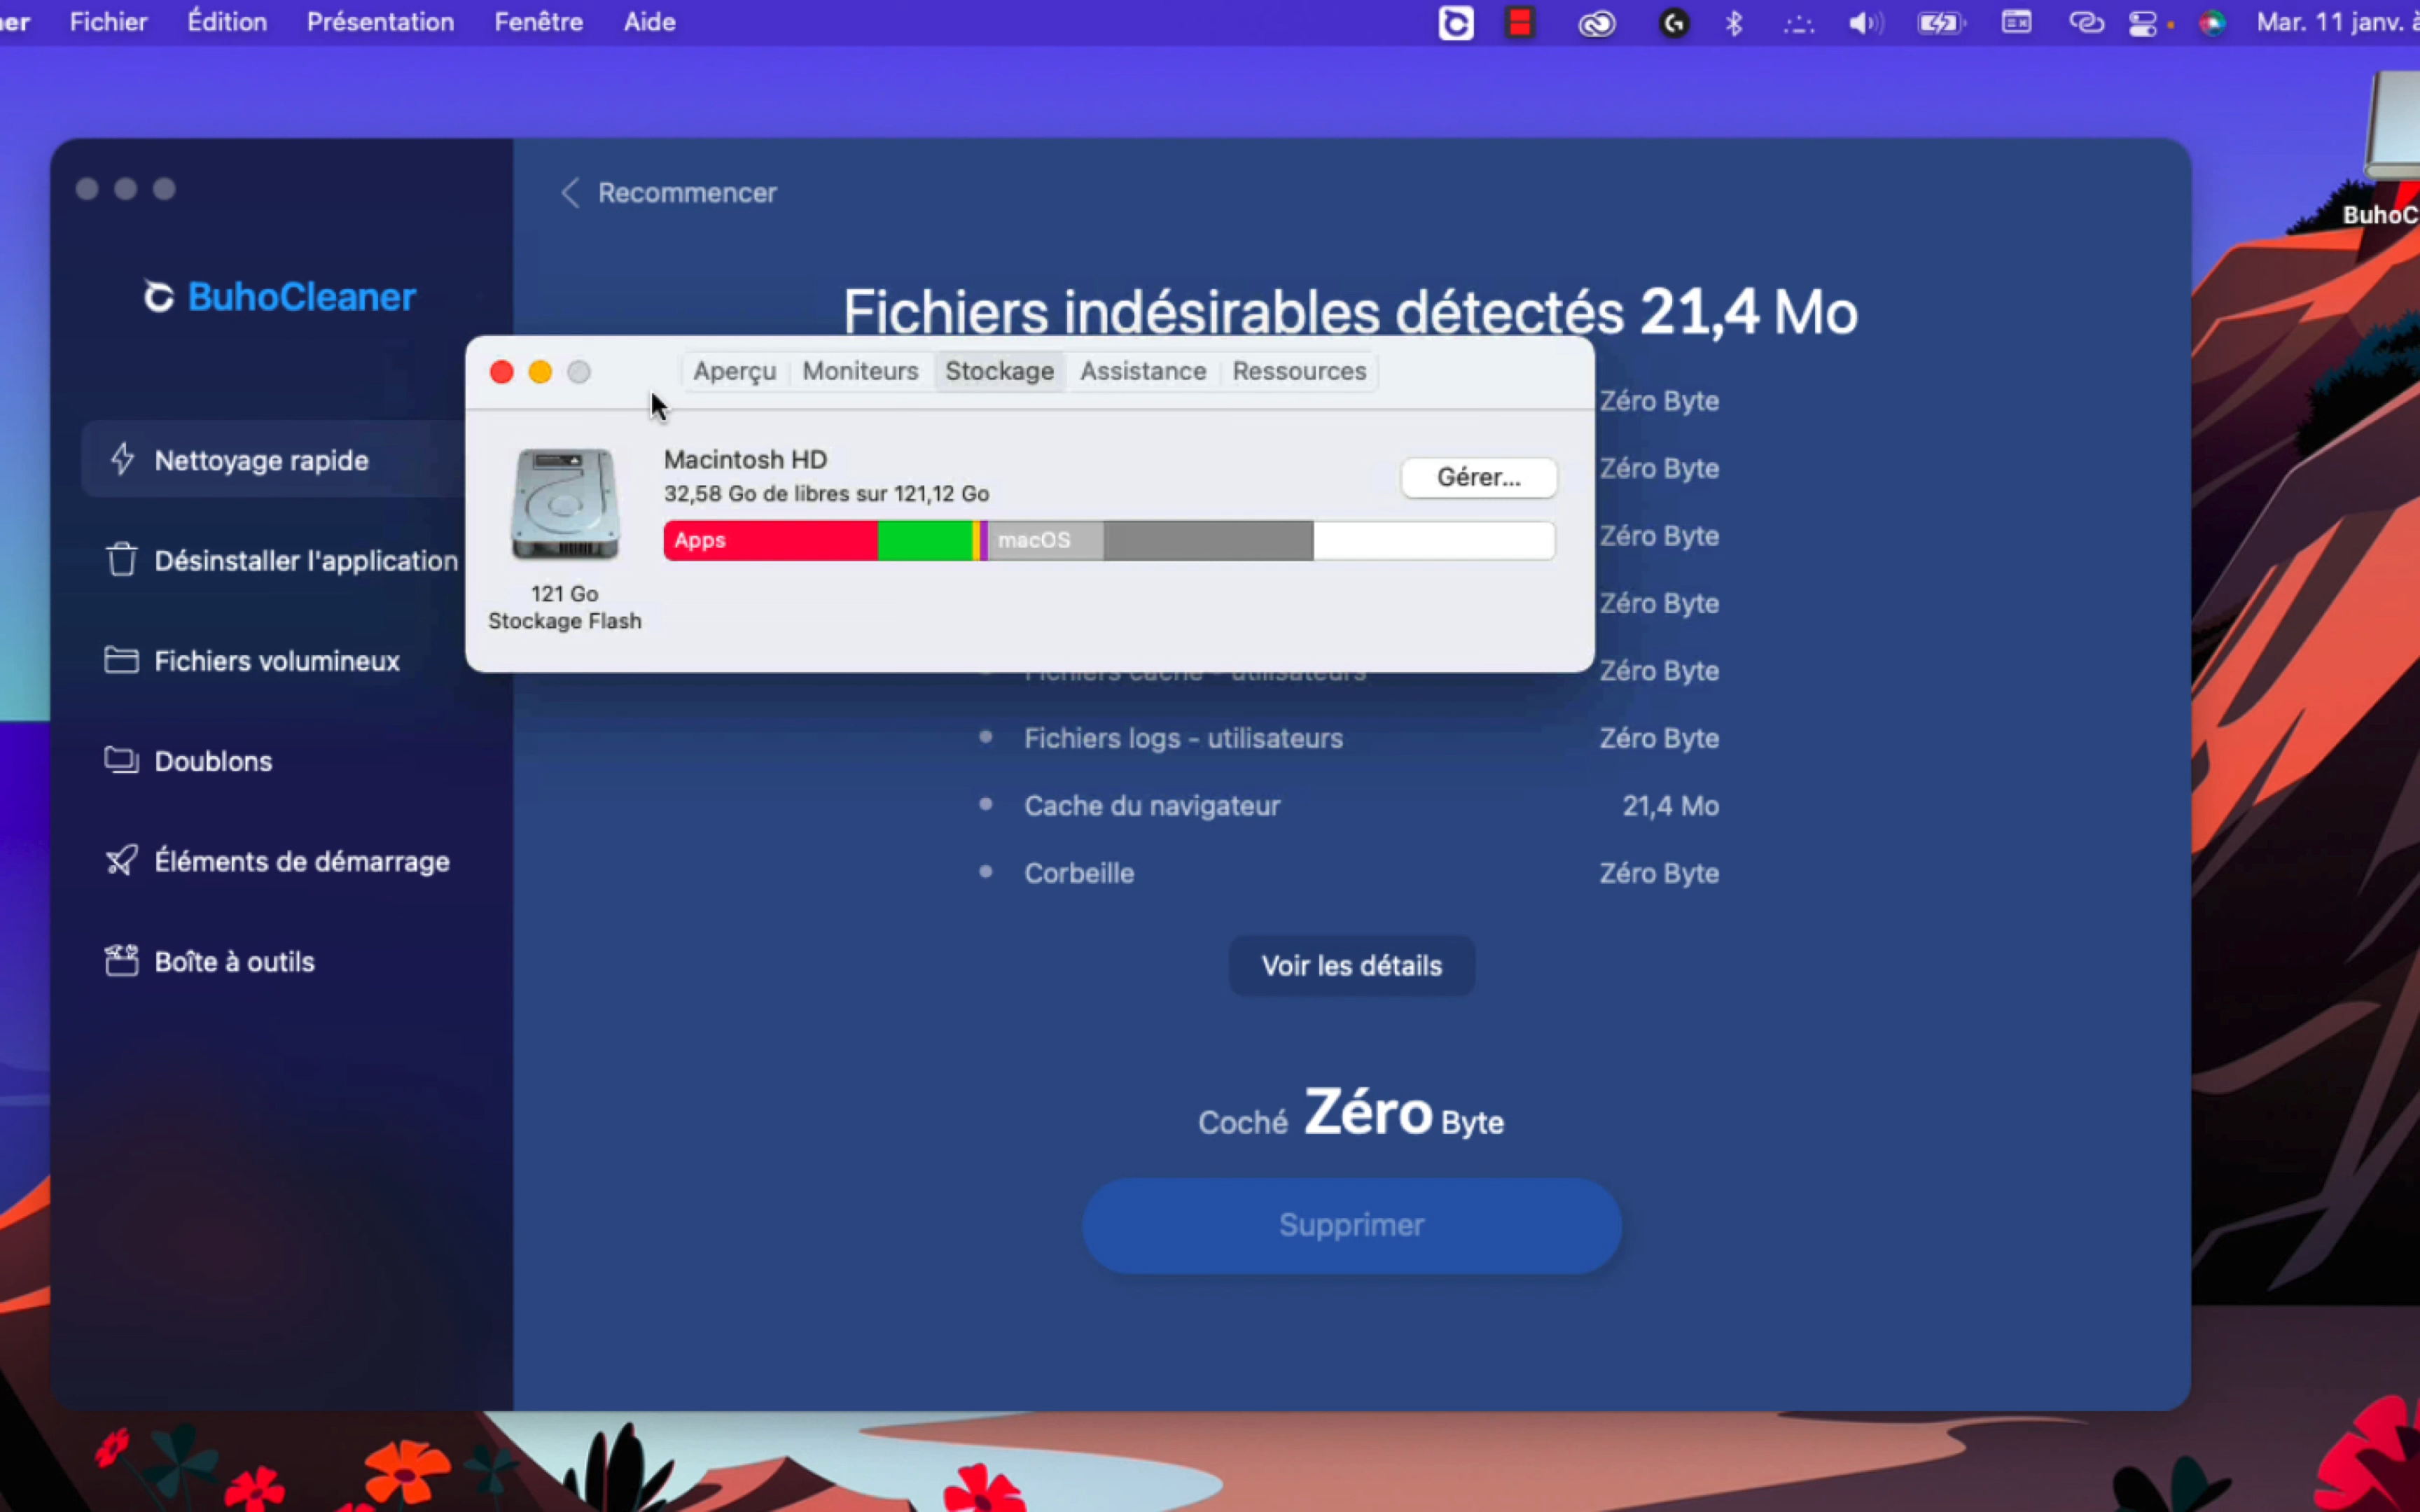 Fichier Édition Présentation Fenêtre Aide
Mar. 11 janv. à
BuhoC
Recommencer
BuhoCleaner
Fichiers indésirables détectés 21,4 Mo
Aperçu Moniteurs Stockage Assistance Ressources
Zéro Byte
Nettoyage rapide
Macintosh HD
32,58 Go de libres sur 121,12 Go
Gérer...
Zéro Byte
Apps macOS
Zéro Byte
Désinstaller l'application
121 Go
Stockage Flash
Zéro Byte
Fichiers volumineux
Fichiers cache - utilisateurs Zéro Byte
Fichiers logs - utilisateurs Zéro Byte
Doublons
Cache du navigateur 21,4 Mo
Éléments de démarrage
Corbeille Zéro Byte
Boîte à outils
Voir les détails
Coché Zéro Byte
Supprimer